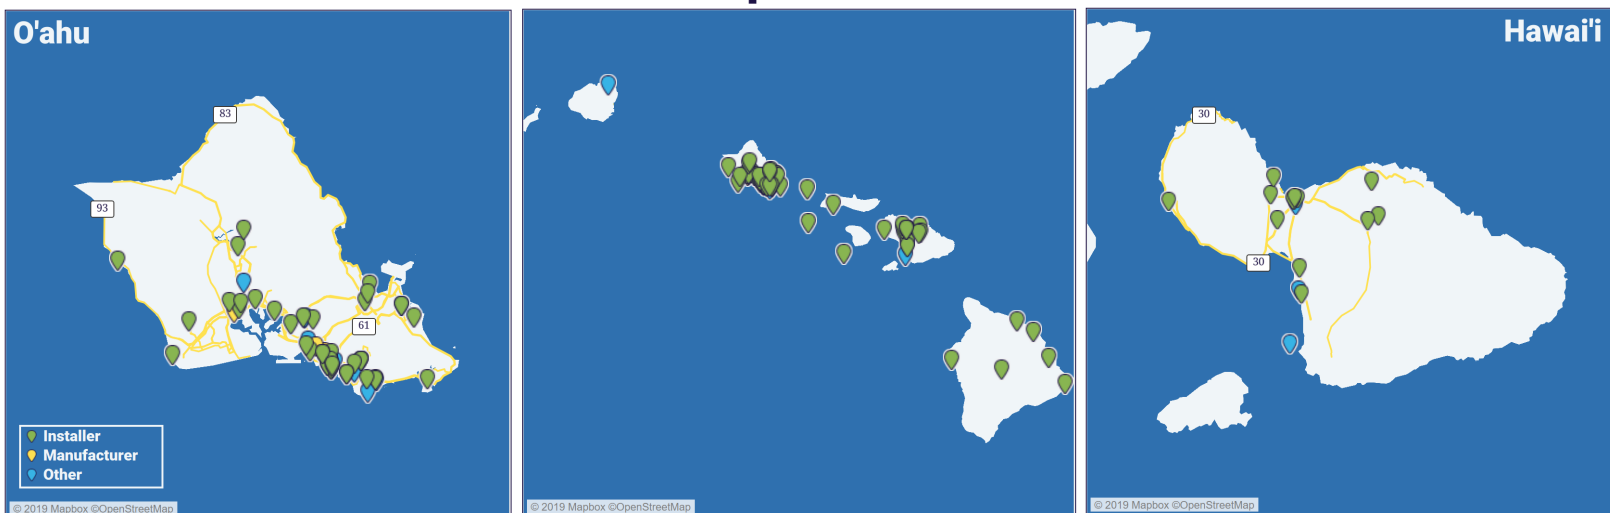 O'ahu
83
93
61
Installer
Manufacturer
Other
© 2019 Mapbox ©OpenStreetMap
© 2019 Mapbox ©OpenStreetMap
Hawai'i
30
30
© 2019 Mapbox ©OpenStreetMap